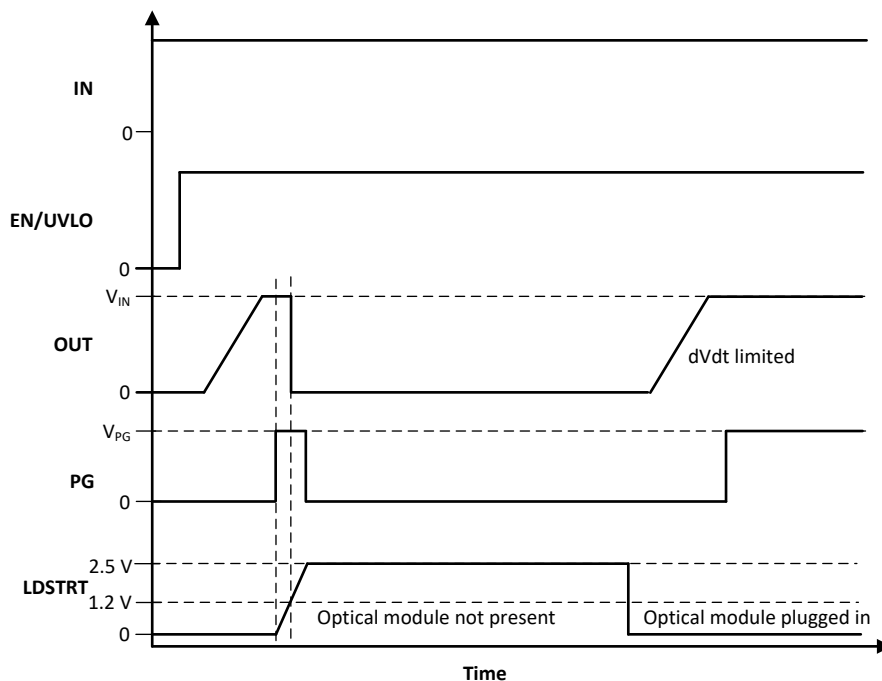 IN
0
EN/UVLO
0
V_IN
OUT
dVdt limited
0
V_PG
PG
0
2.5 V
LDSTRT
1.2 V
Optical module not present
Optical module plugged in
0
Time